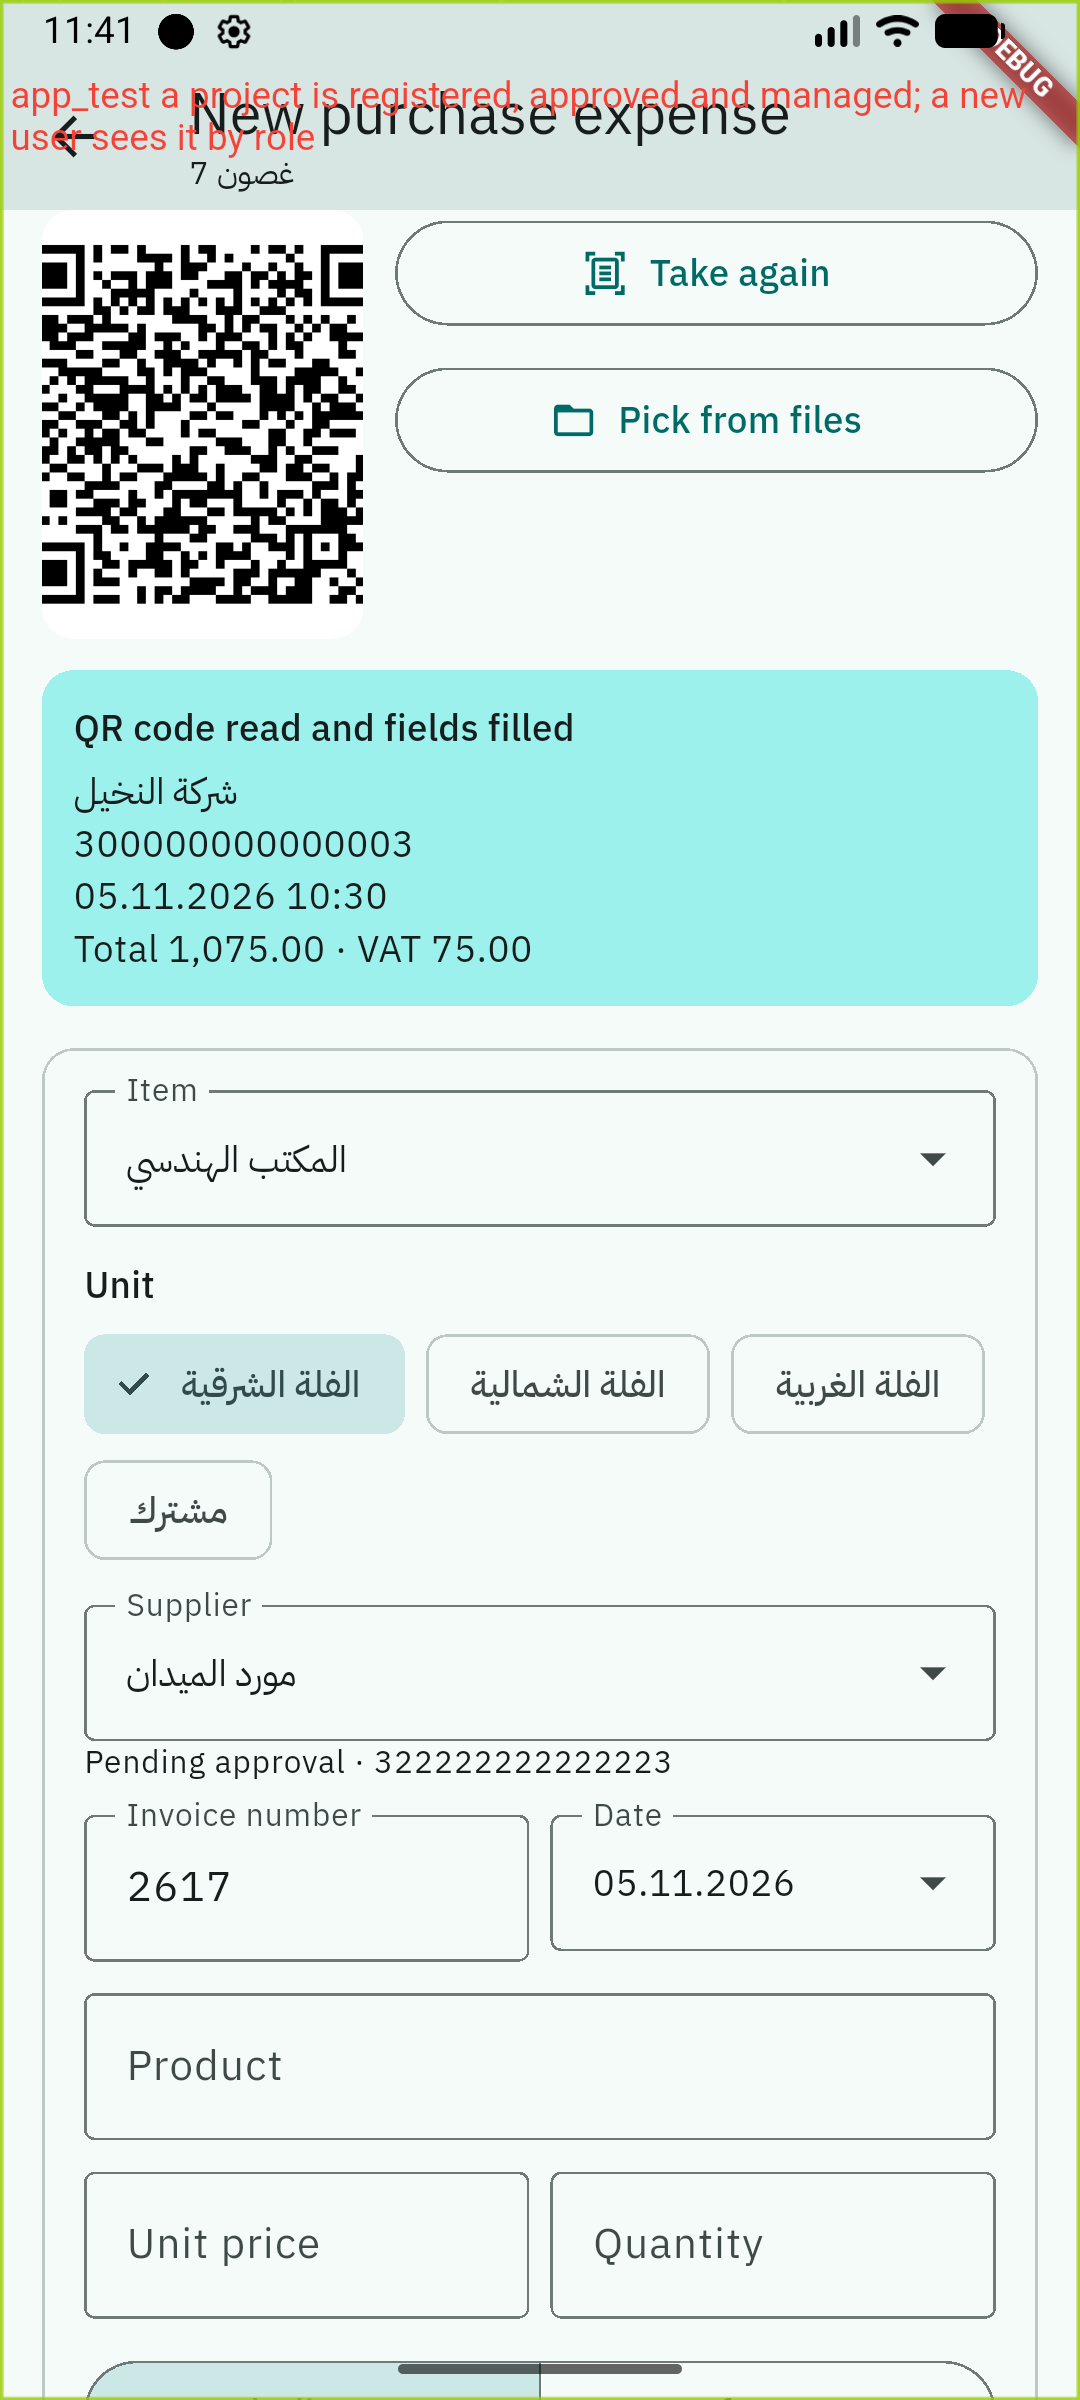 11:41
DEBUG
app_test a project is registered, approved and managed; a new
user sees it by role
New purchase expense
غصون 7
Take again
Pick from files
QR code read and fields filled
شركة النخيل
300000000000003
05.11.2026 10:30
Total 1,075.00 · VAT 75.00
Item
المكتب الهندسي
Unit
الفلة الشرقية
الفلة الشمالية
الفلة الغربية
مشترك
Supplier
مورد الميدان
Pending approval · 322222222222223
Invoice number
2617
Date
05.11.2026
Product
Unit price
Quantity